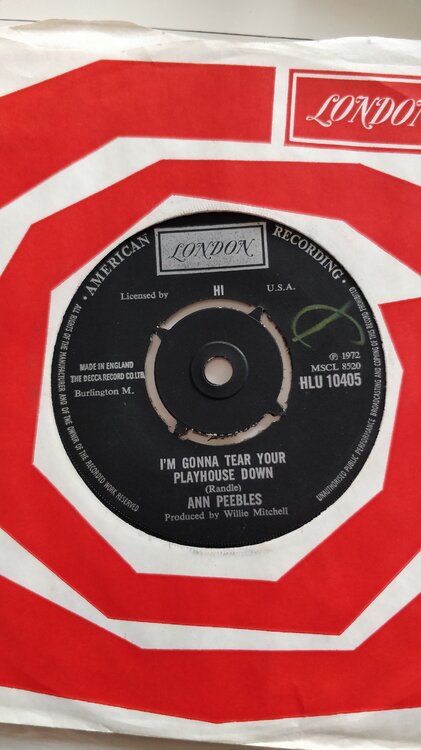 LONDON
· AMERICAN RECORDING ·
LONDON
Licensed by HI U.S.A.
MADE IN ENGLAND
THE DECCA RECORD CO. LTD.
Burlington M.
℗ 1972
MSCL 8520
HLU 10405
ALL RIGHTS OF THE MANUFACTURER AND OF THE OWNER OF THE RECORDED WORK RESERVED
UNAUTHORISED PUBLIC PERFORMANCE BROADCASTING AND COPYING OF THIS RECORD PROHIBITED
I'M GONNA TEAR YOUR
PLAYHOUSE DOWN
(Randle)
ANN PEEBLES
Produced by Willie Mitchell